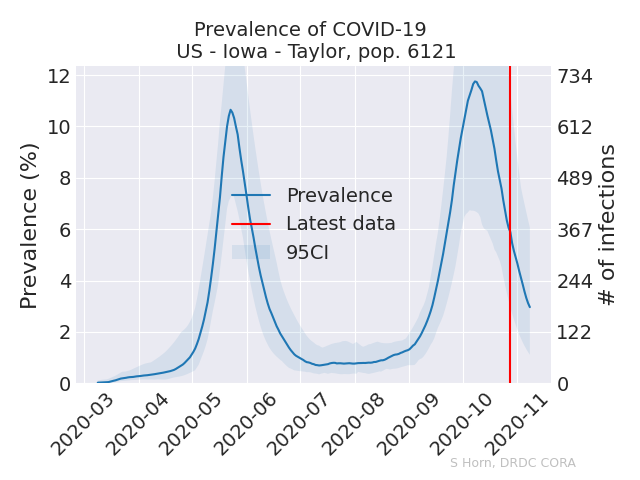 Prevalence of COVID-19
US - Iowa - Taylor, pop. 6121
Prevalence (%)
12
10
8
6
4
2
0
734
612
489
367
244
122
0
# of infections
Prevalence
Latest data
95CI
2020-03
2020-04
2020-05
2020-06
2020-07
2020-08
2020-09
2020-10
2020-11
S Horn, DRDC CORA